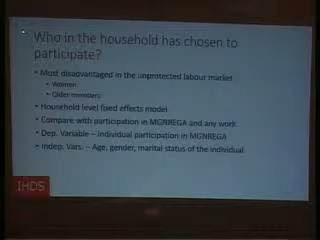 Who in the household has chosen to
participate?
• Most disadvantaged in the unprotected labour market
• Women
• Older members
• Household level fixed effects model
• Compare with participation in MGNREGA and any work
• Dep. Variable – Individual participation in MGNREGA
• Indep. Vars. – Age, gender, marital status of the individual
IHDS